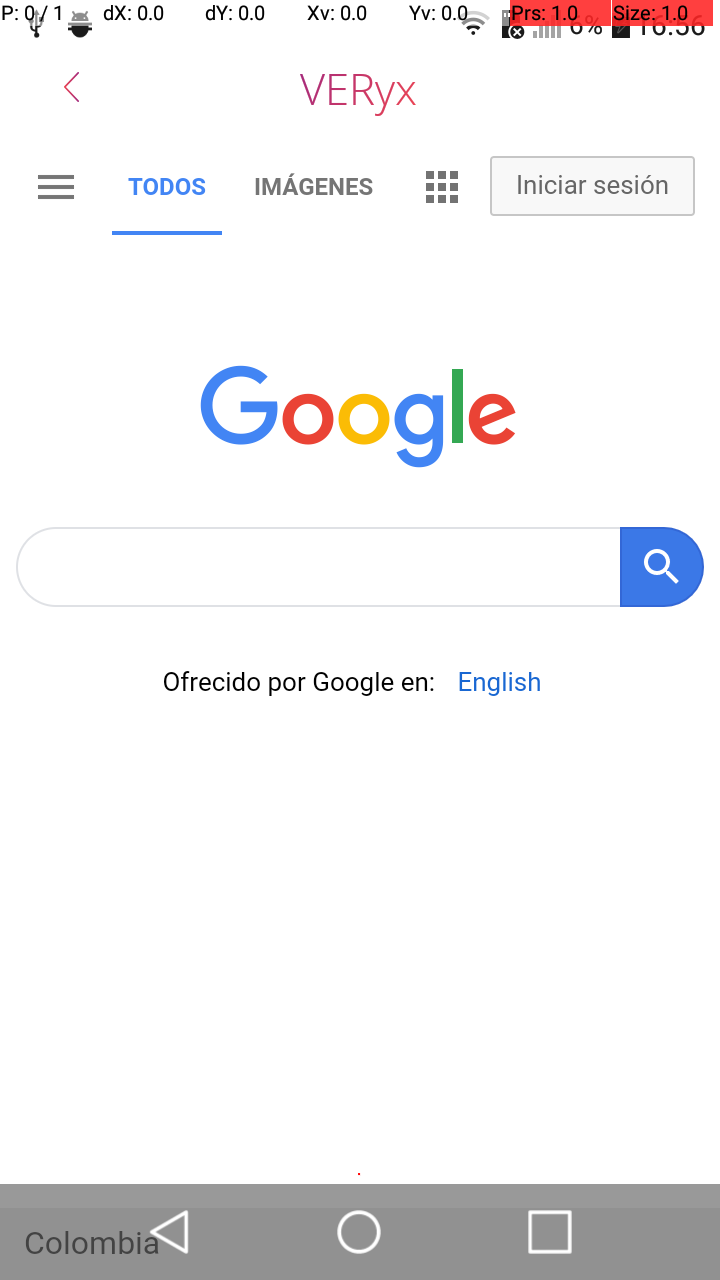 P: 0 / 1 dX: 0.0 dY: 0.0 Xv: 0.0 Yv: 0.0 Prs: 1.0 Size: 1.0
6% 16:56
VERyx
TODOS IMÁGENES Iniciar sesión
Google
Ofrecido por Google en: English
Colombia